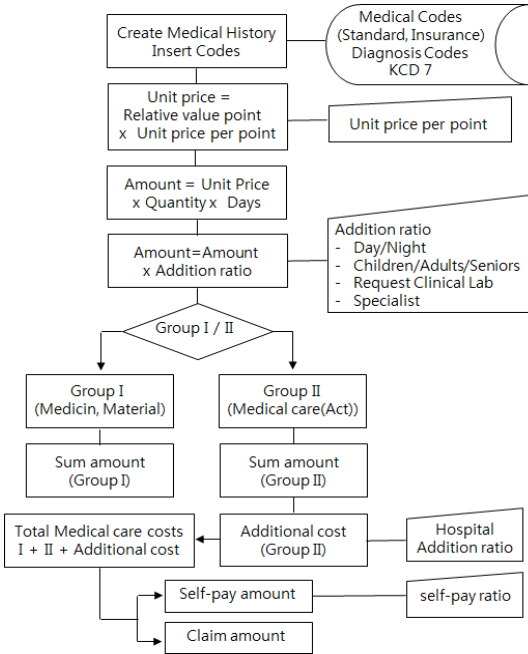 Create Medical History
Insert Codes
Medical Codes
(Standard, Insurance)
Diagnosis Codes
KCD 7
Unit price =
Relative value point
x Unit price per point
Unit price per point
Amount = Unit Price
x Quantity x Days
Amount=Amount
x Addition ratio
Addition ratio
- Day/Night
- Children/Adults/Seniors
- Request Clinical Lab
- Specialist
Group I / II
Group I
(Medicin, Material)
Group II
(Medical care(Act))
Sum amount
(Group I)
Sum amount
(Group II)
Total Medical care costs
I + II + Additional cost
Additional cost
(Group II)
Hospital
Addition ratio
Self-pay amount
self-pay ratio
Claim amount